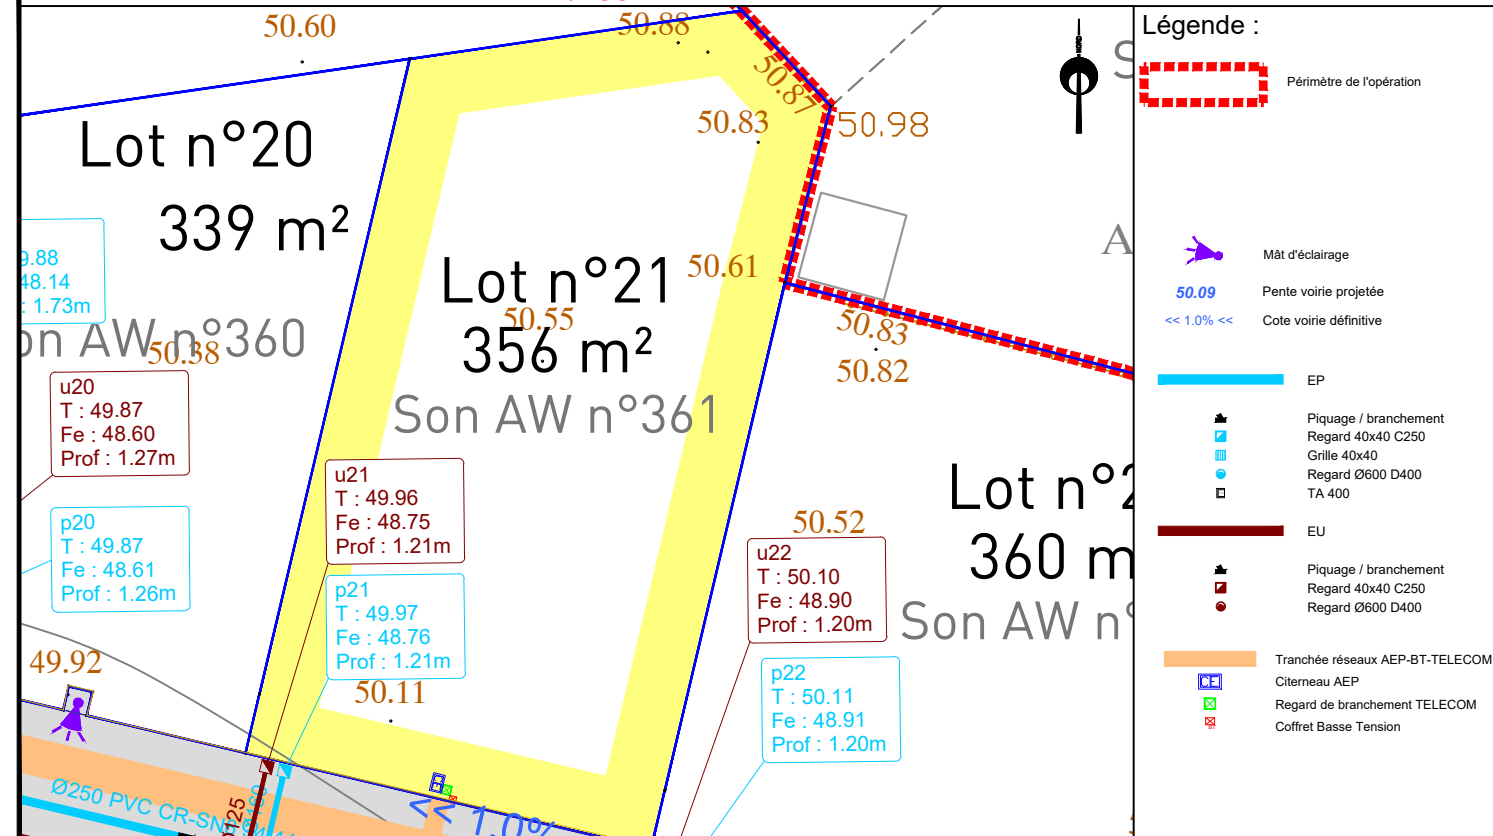 50.60
50.88
50.87
50.83
50.98
Lot n°20
339 m²
9.88
48.14
: 1.73m
on AW n°360
50.38
u20
T : 49.87
Fe : 48.60
Prof : 1.27m
p20
T : 49.87
Fe : 48.61
Prof : 1.26m
49.92
Lot n°21
50.61
50.55
356 m²
Son AW n°361
u21
T : 49.96
Fe : 48.75
Prof : 1.21m
p21
T : 49.97
Fe : 48.76
Prof : 1.21m
50.11
50.83
50.82
Lot n°2
360 m
Son AW n°
50.52
u22
T : 50.10
Fe : 48.90
Prof : 1.20m
p22
T : 50.11
Fe : 48.91
Prof : 1.20m
Ø250 PVC CR-SN8
125
CE
<< 1.0%
S
A
NORD
Légende :
Périmètre de l'opération
Mât d'éclairage
50.09 Pente voirie projetée
<< 1.0% << Cote voirie définitive
EP
Piquage / branchement
Regard 40x40 C250
Grille 40x40
Regard Ø600 D400
TA 400
EU
Piquage / branchement
Regard 40x40 C250
Regard Ø600 D400
Tranchée réseaux AEP-BT-TELECOM
CE Citerneau AEP
Regard de branchement TELECOM
Coffret Basse Tension